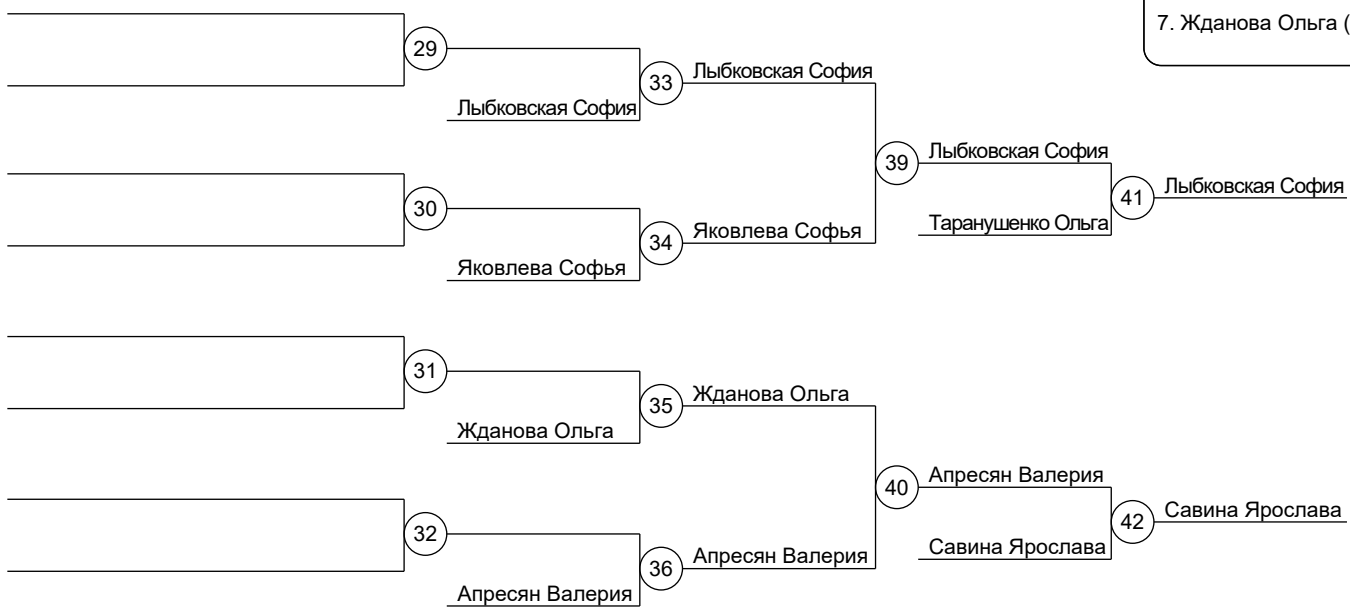 7. Жданова Ольга (
29
33
Лыбковская София
Лыбковская София
39
Лыбковская София
41
Лыбковская София
30
34
Яковлева Софья
Таранушенко Ольга
Яковлева Софья
31
35
Жданова Ольга
Жданова Ольга
40
Апресян Валерия
42
Савина Ярослава
32
36
Апресян Валерия
Савина Ярослава
Апресян Валерия